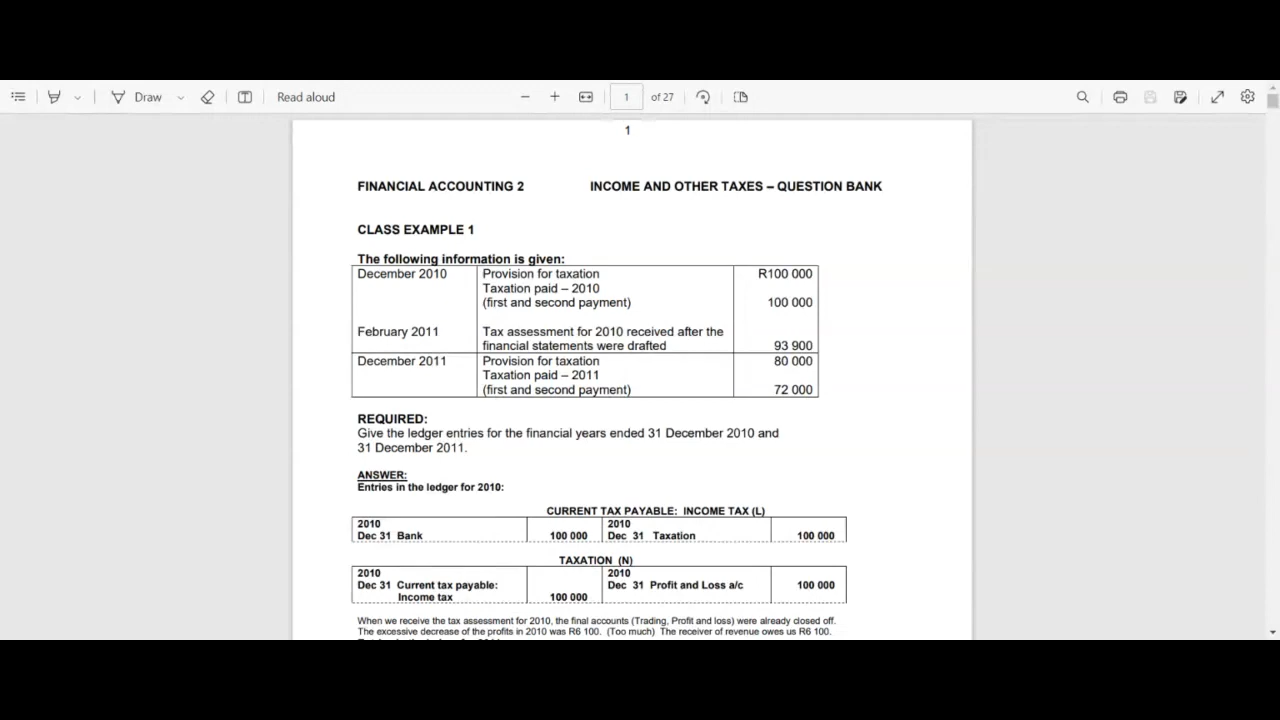 Draw
Read aloud
1
of 27
1
FINANCIAL ACCOUNTING 2 INCOME AND OTHER TAXES – QUESTION BANK
CLASS EXAMPLE 1
The following information is given:
December 2010 Provision for taxation R100 000
Taxation paid – 2010
(first and second payment) 100 000
February 2011 Tax assessment for 2010 received after the
financial statements were drafted 93 900
December 2011 Provision for taxation 80 000
Taxation paid – 2011
(first and second payment) 72 000
REQUIRED:
Give the ledger entries for the financial years ended 31 December 2010 and
31 December 2011.
ANSWER:
Entries in the ledger for 2010:
CURRENT TAX PAYABLE: INCOME TAX (L)
2010 2010
Dec 31 Bank 100 000 Dec 31 Taxation 100 000
TAXATION (N)
2010 2010
Dec 31 Current tax payable: Dec 31 Profit and Loss a/c 100 000
Income tax 100 000
When we receive the tax assessment for 2010, the final accounts (Trading, Profit and loss) were already closed off.
The excessive decrease of the profits in 2010 was R6 100. (Too much) The receiver of revenue owes us R6 100.